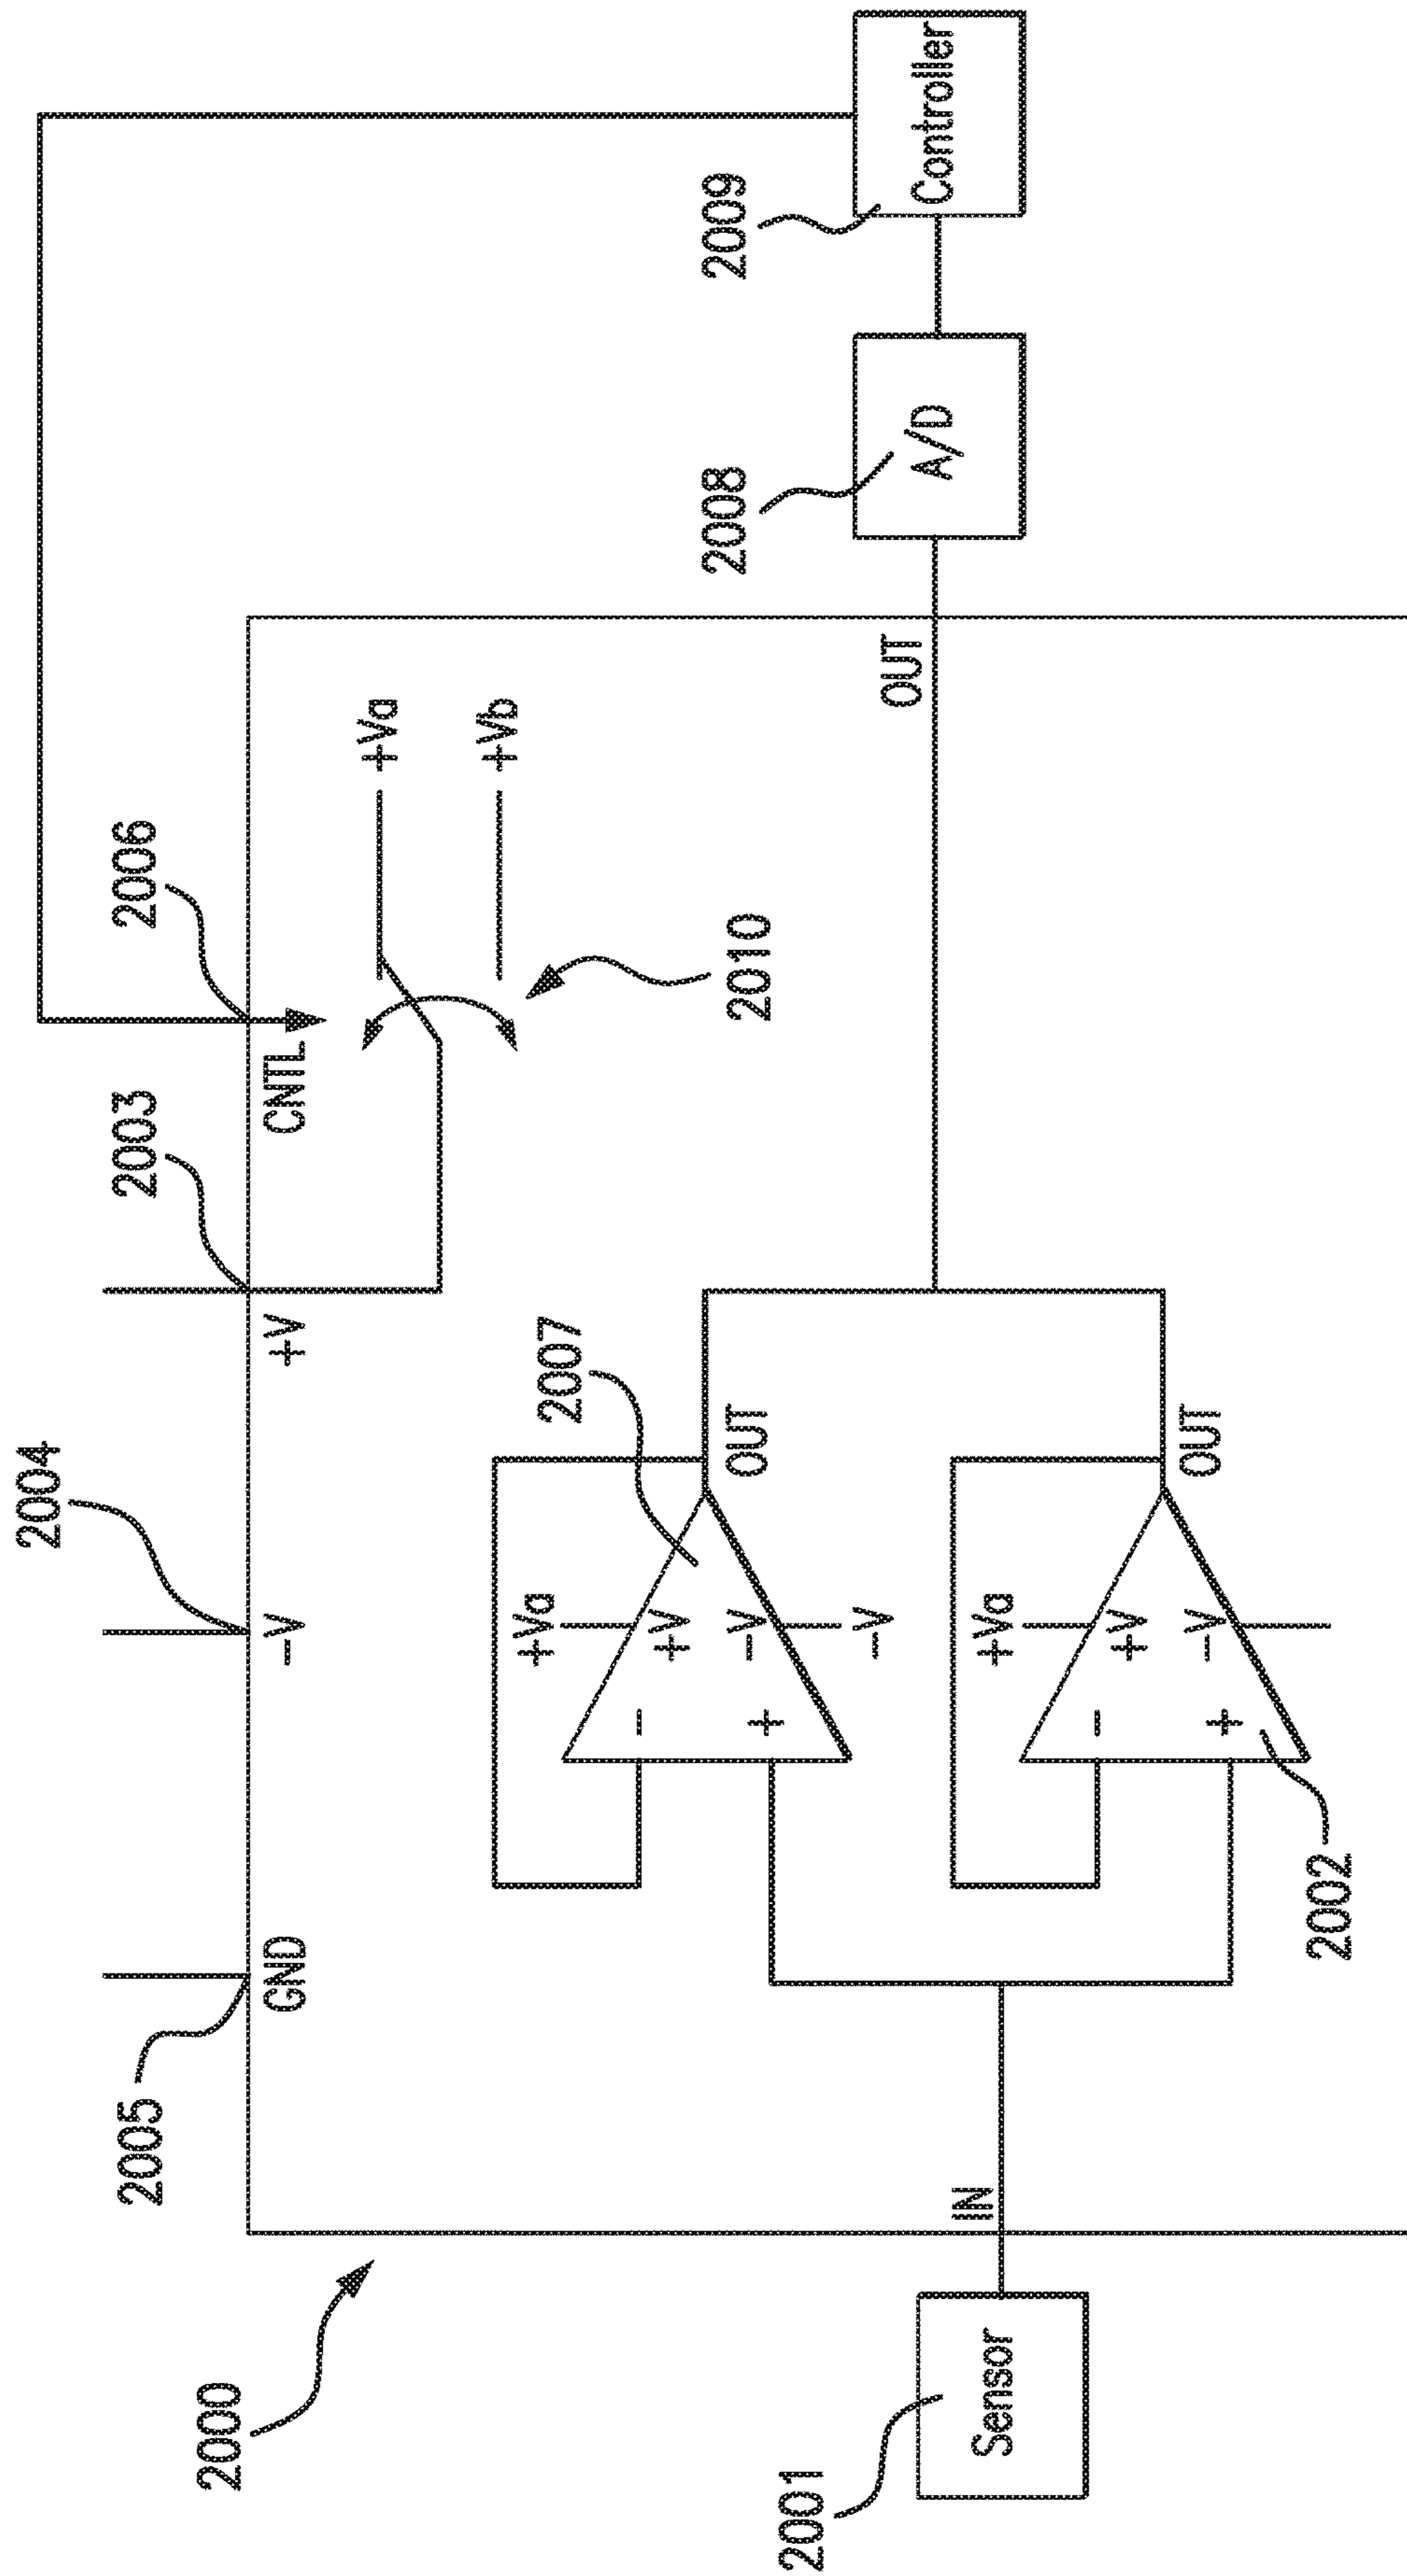 2004
2005
2003
2006
GND
–V
+V
CNTL
2000
+Va
+Vb
2010
2007
+Va
–
+V
+
–V
–V
OUT
2001
Sensor
IN
OUT
2008
A/D
2009
Controller
+Va
–
+V
+
–V
OUT
2002